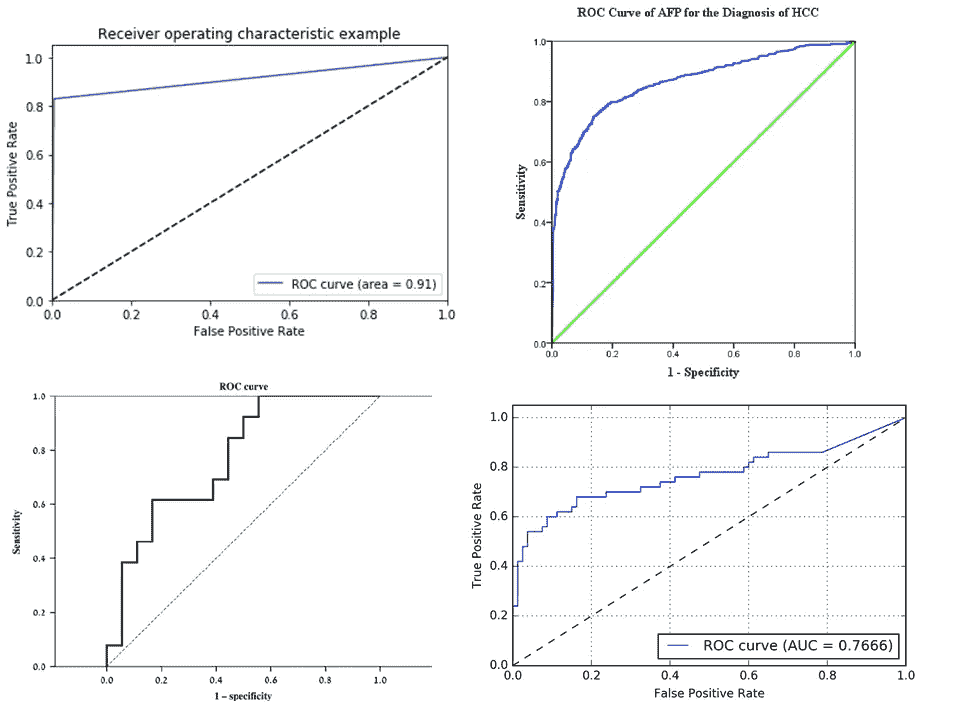 Receiver operating characteristic example
1.0
0.8
0.6
0.4
0.2
0.0
True Positive Rate
ROC curve (area = 0.91)
0.0 0.2 0.4 0.6 0.8 1.0
False Positive Rate
ROC Curve of AFP for the Diagnosis of HCC
1.0
0.8
0.6
0.4
0.2
0.0
Sensitivity
0.0 0.2 0.4 0.6 0.8 1.0
1 - Specificity
ROC curve
1.0
0.8
0.6
0.4
0.2
0.0
Sensitivity
0.0 0.2 0.4 0.6 0.8 1.0
1 – specificity
1.0
0.8
0.6
0.4
0.2
0.0
True Positive Rate
ROC curve (AUC = 0.7666)
0.0 0.2 0.4 0.6 0.8 1.0
False Positive Rate